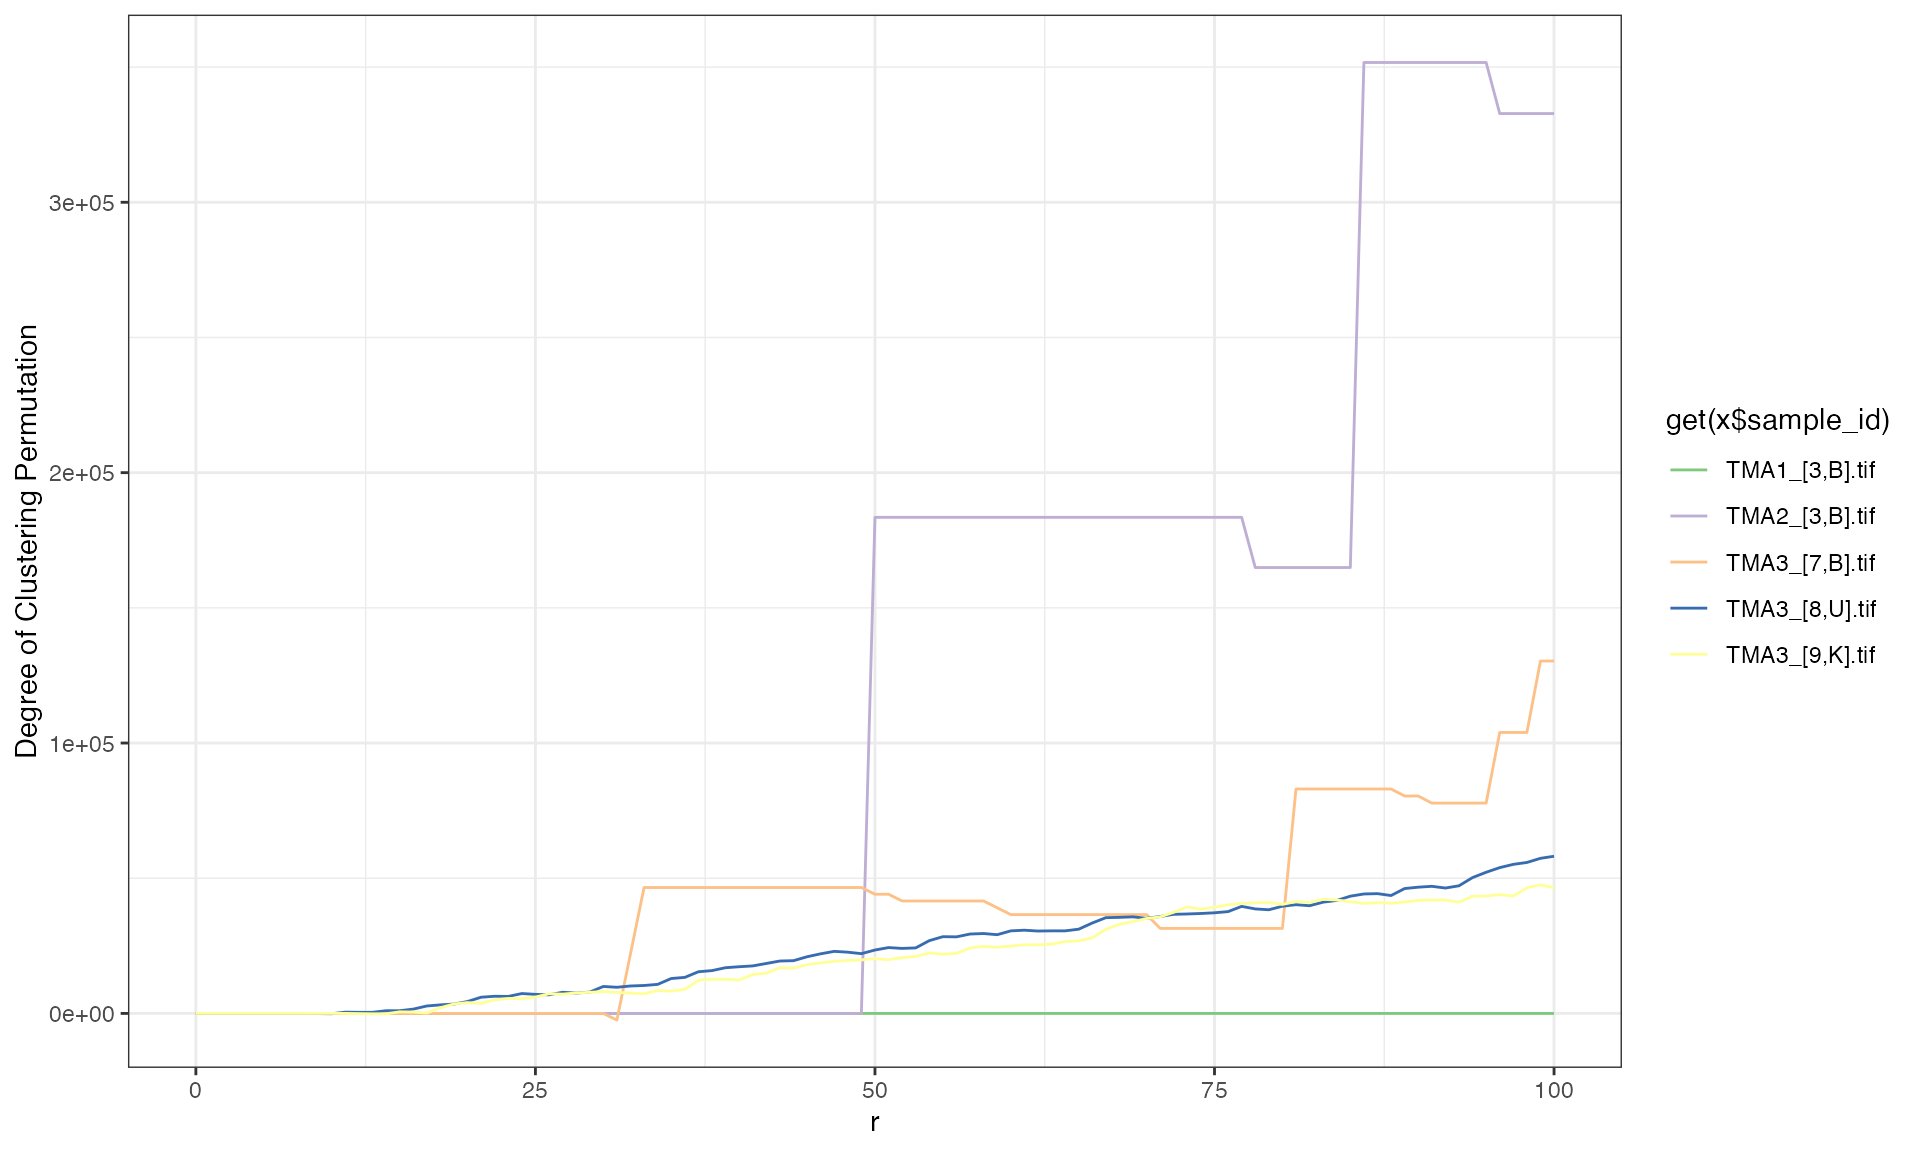 Degree of Clustering Permutation
3e+05
2e+05
1e+05
0e+00
0 25 50 75 100
r
get(x$sample_id)
TMA1_[3,B].tif
TMA2_[3,B].tif
TMA3_[7,B].tif
TMA3_[8,U].tif
TMA3_[9,K].tif